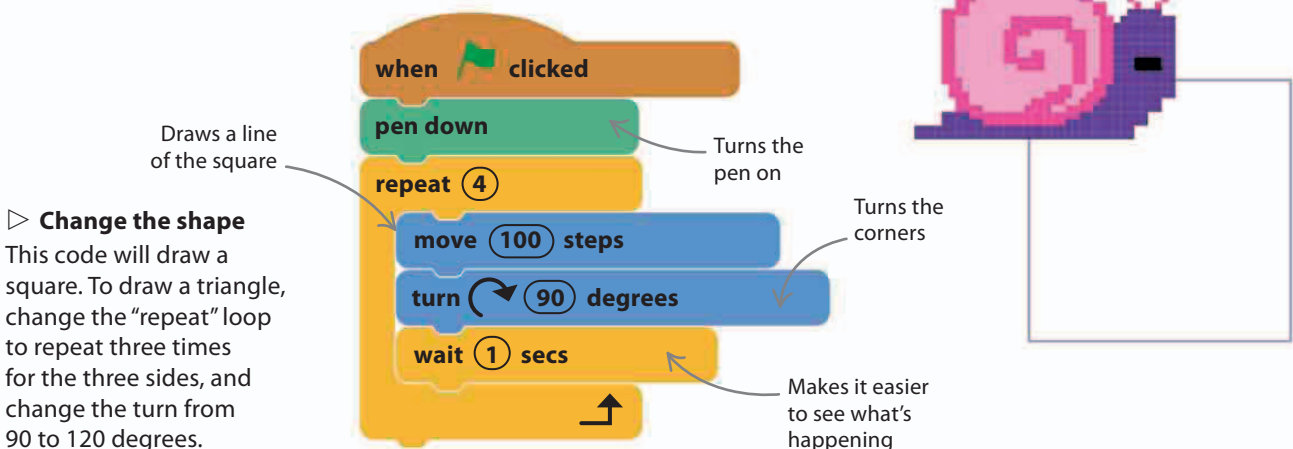 when clicked
pen down
repeat 4
move 100 steps
turn 90 degrees
wait 1 secs
Draws a line
of the square
Turns the
pen on
Turns the
corners
Makes it easier
to see what's
happening
▷ Change the shape
This code will draw a
square. To draw a triangle,
change the “repeat” loop
to repeat three times
for the three sides, and
change the turn from
90 to 120 degrees.